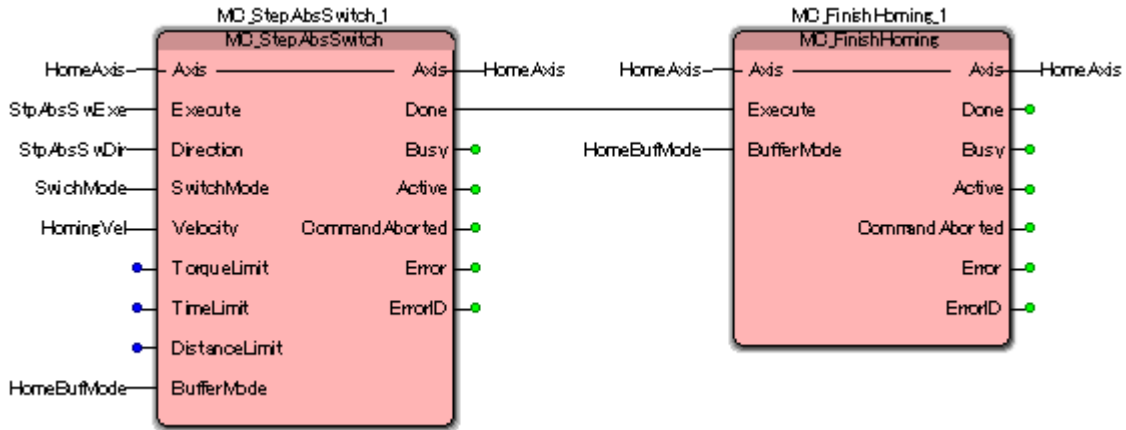 MC_StepAbsSwitch_1
MC_StepAbsSwitch
HomeAxis Axis Axis HomeAxis
StpAbsSwExe Execute Done
StpAbsSwDir Direction Busy
SwichMode SwitchMode Active
HomingVel Velocity CommandAborted
TorqueLimit Error
TimeLimit ErrorID
DistanceLimit
HomeBufMode BufferMode
MC_FinishHoming_1
MC_FinishHoming
HomeAxis Axis Axis HomeAxis
Execute Done
HomeBufMode BufferMode Busy
Active
CommandAborted
Error
ErrorID